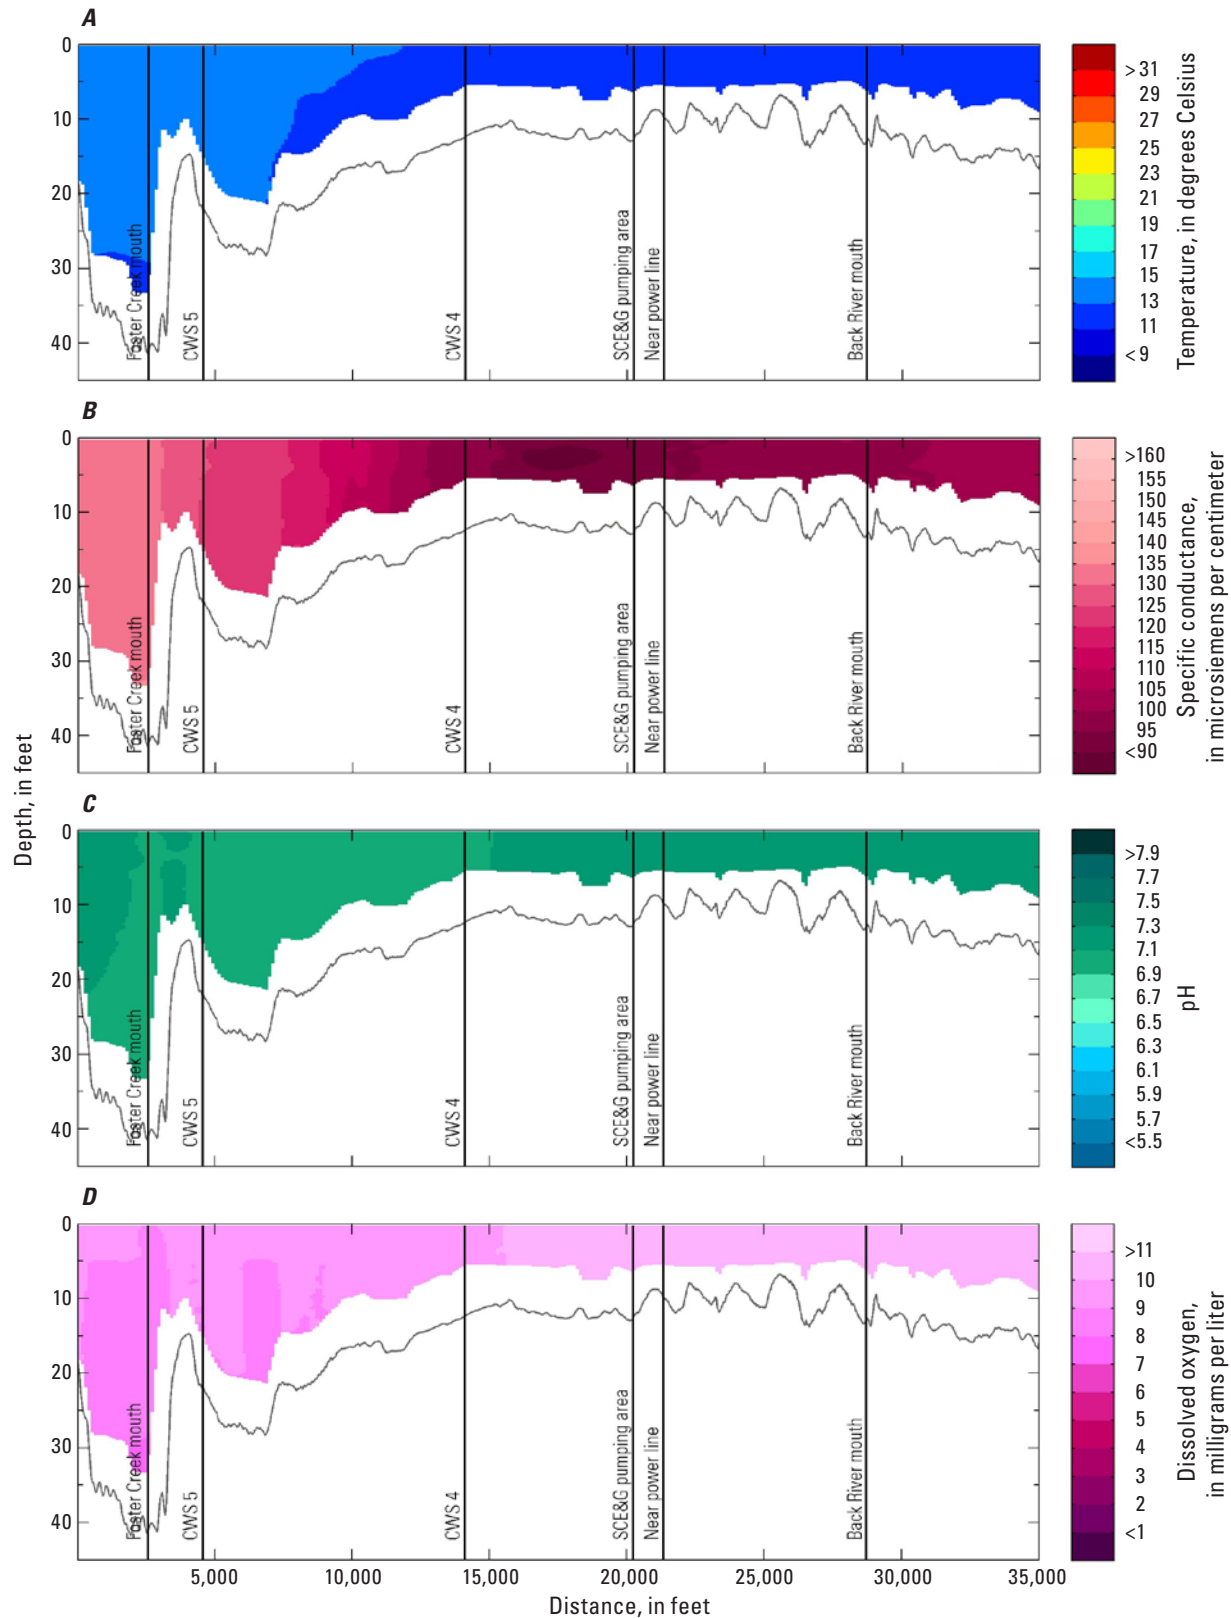 A
0
10
20
30
40
Foster Creek mouth
CWS 5
CWS 4
SCE&G pumping area
Near power line
Back River mouth
>31
29
27
25
23
21
19
17
15
13
11
<9
Temperature, in degrees Celsius
B
0
10
20
30
40
Foster Creek mouth
CWS 5
CWS 4
SCE&G pumping area
Near power line
Back River mouth
>160
155
150
145
140
135
130
125
120
115
110
105
100
95
<90
Specific conductance,
in microsiemens per centimeter
Depth, in feet
C
0
10
20
30
40
Foster Creek mouth
CWS 5
CWS 4
SCE&G pumping area
Near power line
Back River mouth
>7.9
7.7
7.5
7.3
7.1
6.9
6.7
6.5
6.3
6.1
5.9
5.7
<5.5
pH
D
0
10
20
30
40
Foster Creek mouth
CWS 5
CWS 4
SCE&G pumping area
Near power line
Back River mouth
>11
10
9
8
7
6
5
4
3
2
<1
Dissolved oxygen,
in milligrams per liter
5,000
10,000
15,000
20,000
25,000
30,000
35,000
Distance, in feet